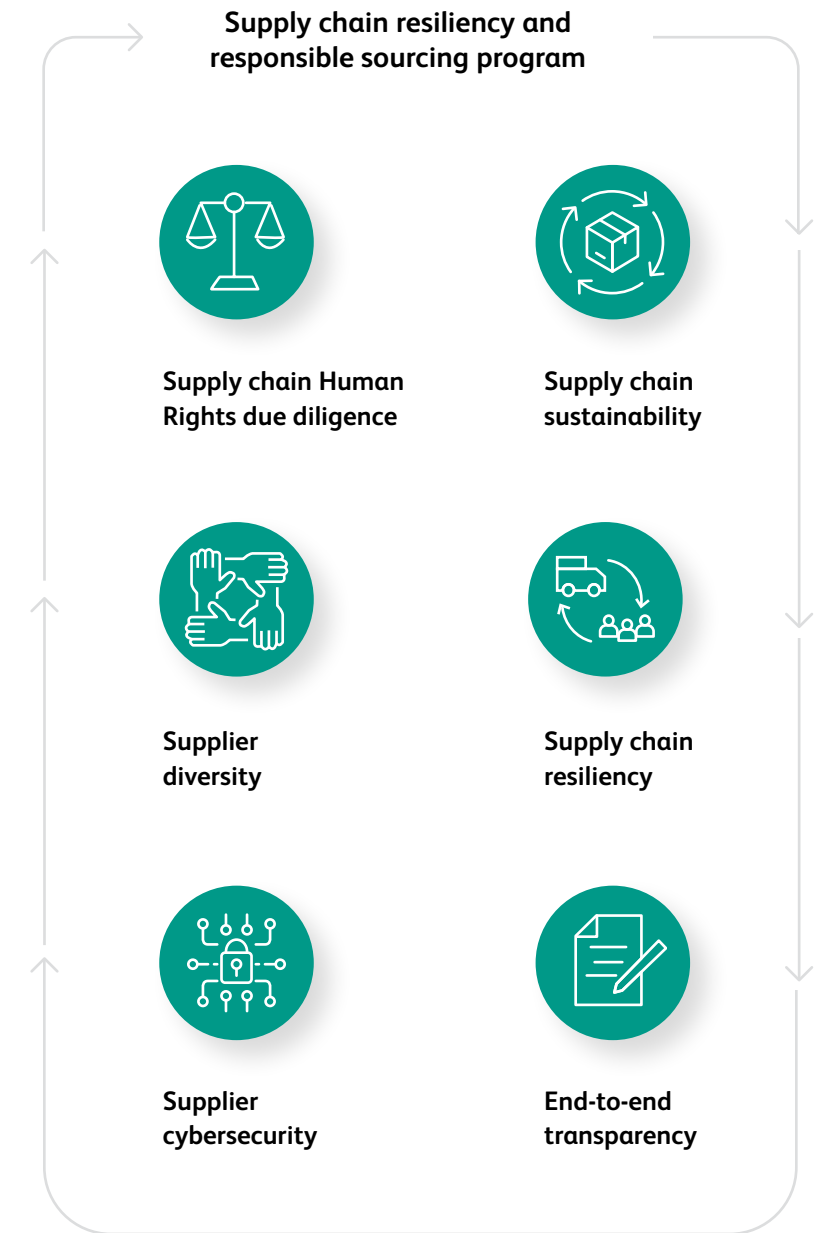 Supply chain resiliency and
responsible sourcing program
Supply chain Human
Rights due diligence
Supply chain
sustainability
Supplier
diversity
Supply chain
resiliency
Supplier
cybersecurity
End-to-end
transparency